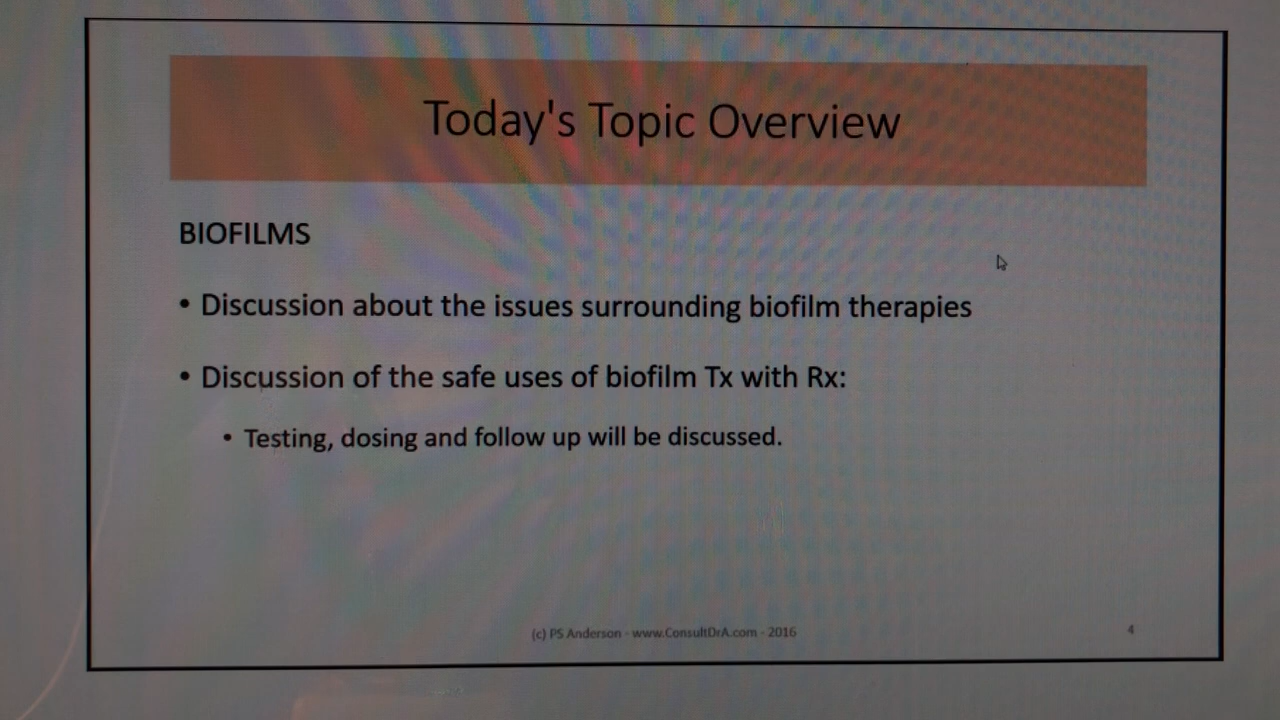 Today's Topic Overview
BIOFILMS
• Discussion about the issues surrounding biofilm therapies
• Discussion of the safe uses of biofilm Tx with Rx:
• Testing, dosing and follow up will be discussed.
(c) PS Anderson - www.ConsultDrA.com - 2016
4